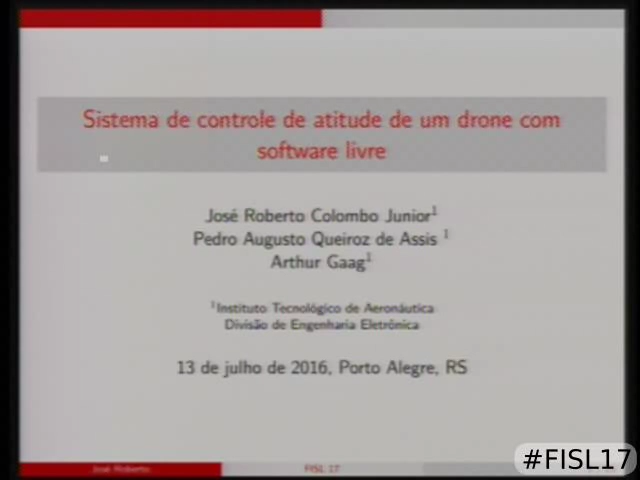 Sistema de controle de atitude de um drone com
software livre
José Roberto Colombo Junior¹
Pedro Augusto Queiroz de Assis ¹
Arthur Gaag¹
¹Instituto Tecnológico de Aeronáutica
Divisão de Engenharia Eletrônica
13 de julho de 2016, Porto Alegre, RS
José Roberto
FISL 17
#FISL17